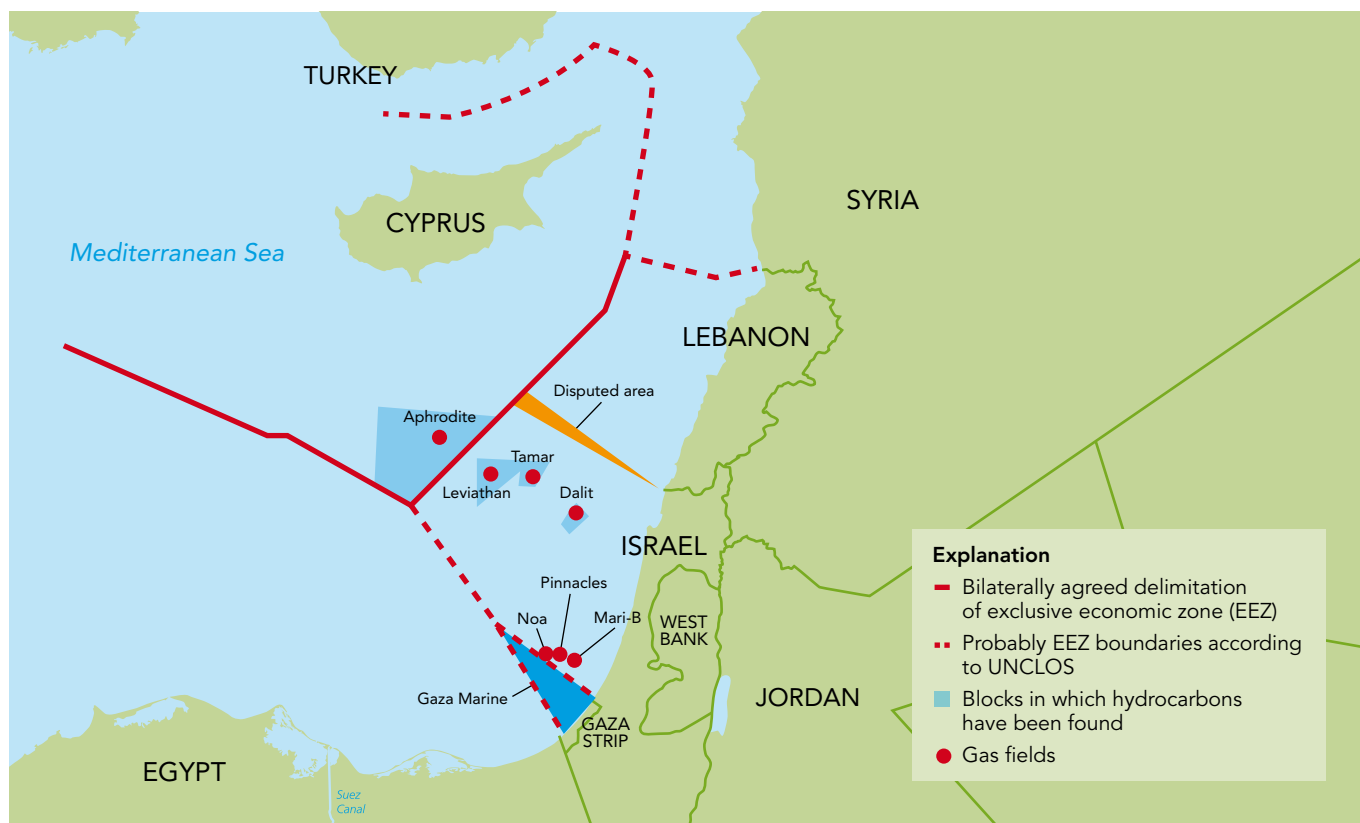 TURKEY
CYPRUS
SYRIA
Mediterranean Sea
LEBANON
Disputed area
Aphrodite
Tamar
Leviathan
Dalit
ISRAEL
Pinnacles
Noa
Mari-B
WEST
BANK
Gaza Marine
JORDAN
GAZA
STRIP
EGYPT
Suez
Canal
Explanation
Bilaterally agreed delimitation
of exclusive economic zone (EEZ)
Probably EEZ boundaries according
to UNCLOS
Blocks in which hydrocarbons
have been found
Gas fields